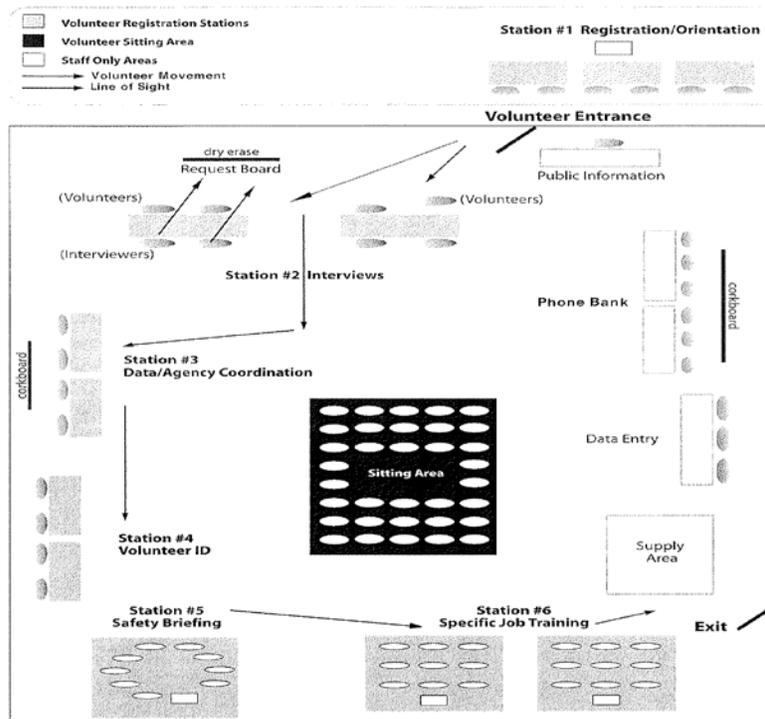 Volunteer Registration Stations
Volunteer Sitting Area
Staff Only Areas
Volunteer Movement
Line of Sight
Station #1 Registration/Orientation
Volunteer Entrance
dry erase
Request Board
Public Information
(Volunteers)
(Volunteers)
(Interviewers)
Station #2 Interviews
Phone Bank
corkboard
corkboard
Station #3
Data/Agency Coordination
Data Entry
Sitting Area
Station #4
Volunteer ID
Supply
Area
Station #5
Safety Briefing
Station #6
Specific Job Training
Exit